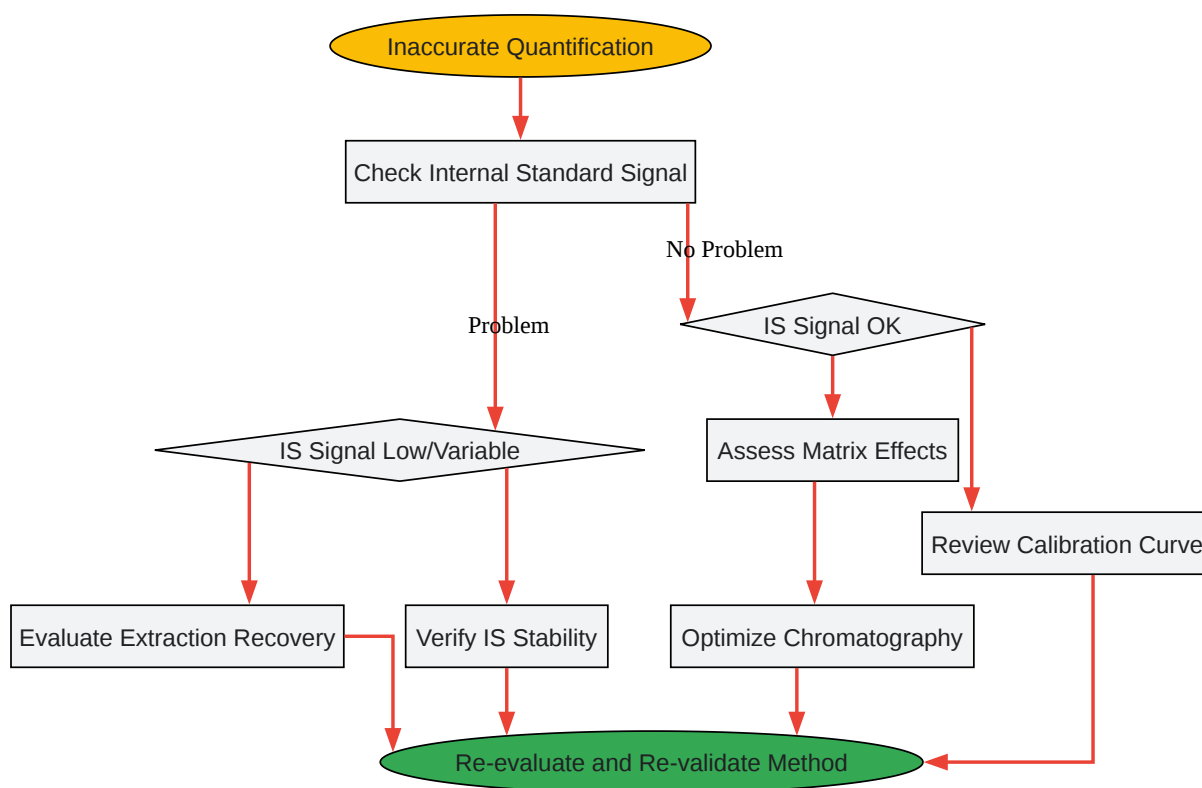 Inaccurate Quantification
Check Internal Standard Signal
No Problem
Problem
IS Signal OK
IS Signal Low/Variable
Assess Matrix Effects
Review Calibration Curve
Evaluate Extraction Recovery
Verify IS Stability
Optimize Chromatography
Re-evaluate and Re-validate Method